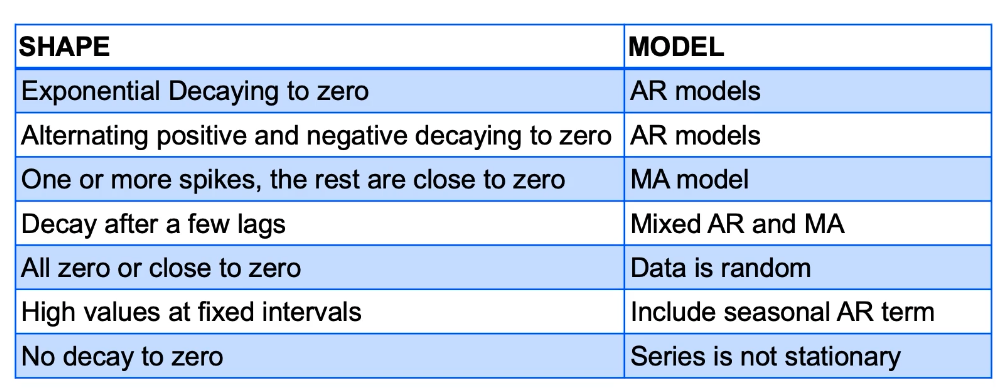 SHAPE MODEL
Exponential Decaying to zero AR models
Alternating positive and negative decaying to zero AR models
One or more spikes, the rest are close to zero MA model
Decay after a few lags Mixed AR and MA
All zero or close to zero Data is random
High values at fixed intervals Include seasonal AR term
No decay to zero Series is not stationary